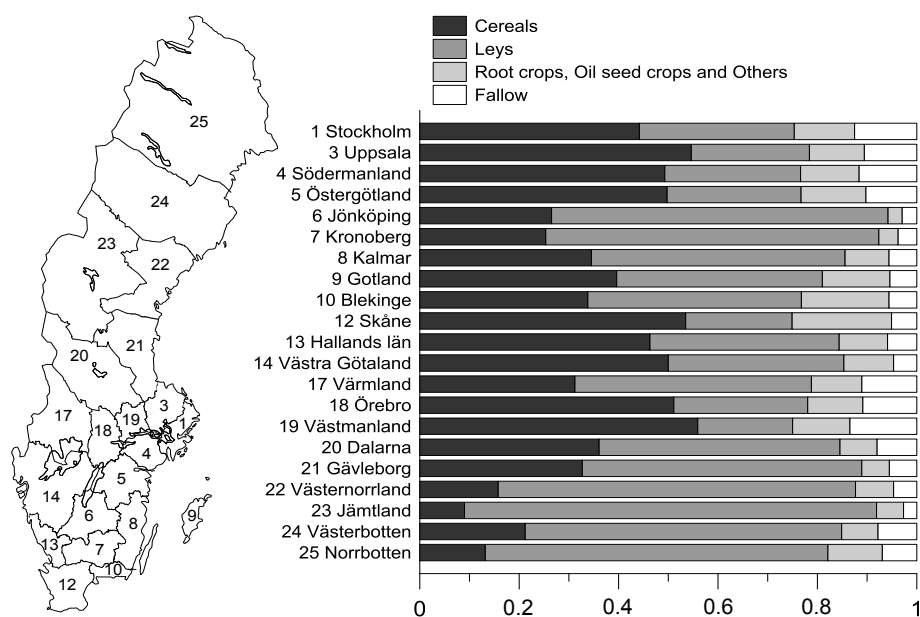 Cereals
Leys
Root crops, Oil seed crops and Others
Fallow
25
24
23
22
21
20
17
18
19
3
1
4
14
5
6
8
9
13
7
10
12
1 Stockholm
3 Uppsala
4 Södermanland
5 Östergötland
6 Jönköping
7 Kronoberg
8 Kalmar
9 Gotland
10 Blekinge
12 Skåne
13 Hallands län
14 Västra Götaland
17 Värmland
18 Örebro
19 Västmanland
20 Dalarna
21 Gävleborg
22 Västernorrland
23 Jämtland
24 Västerbotten
25 Norrbotten
0 0.2 0.4 0.6 0.8 1